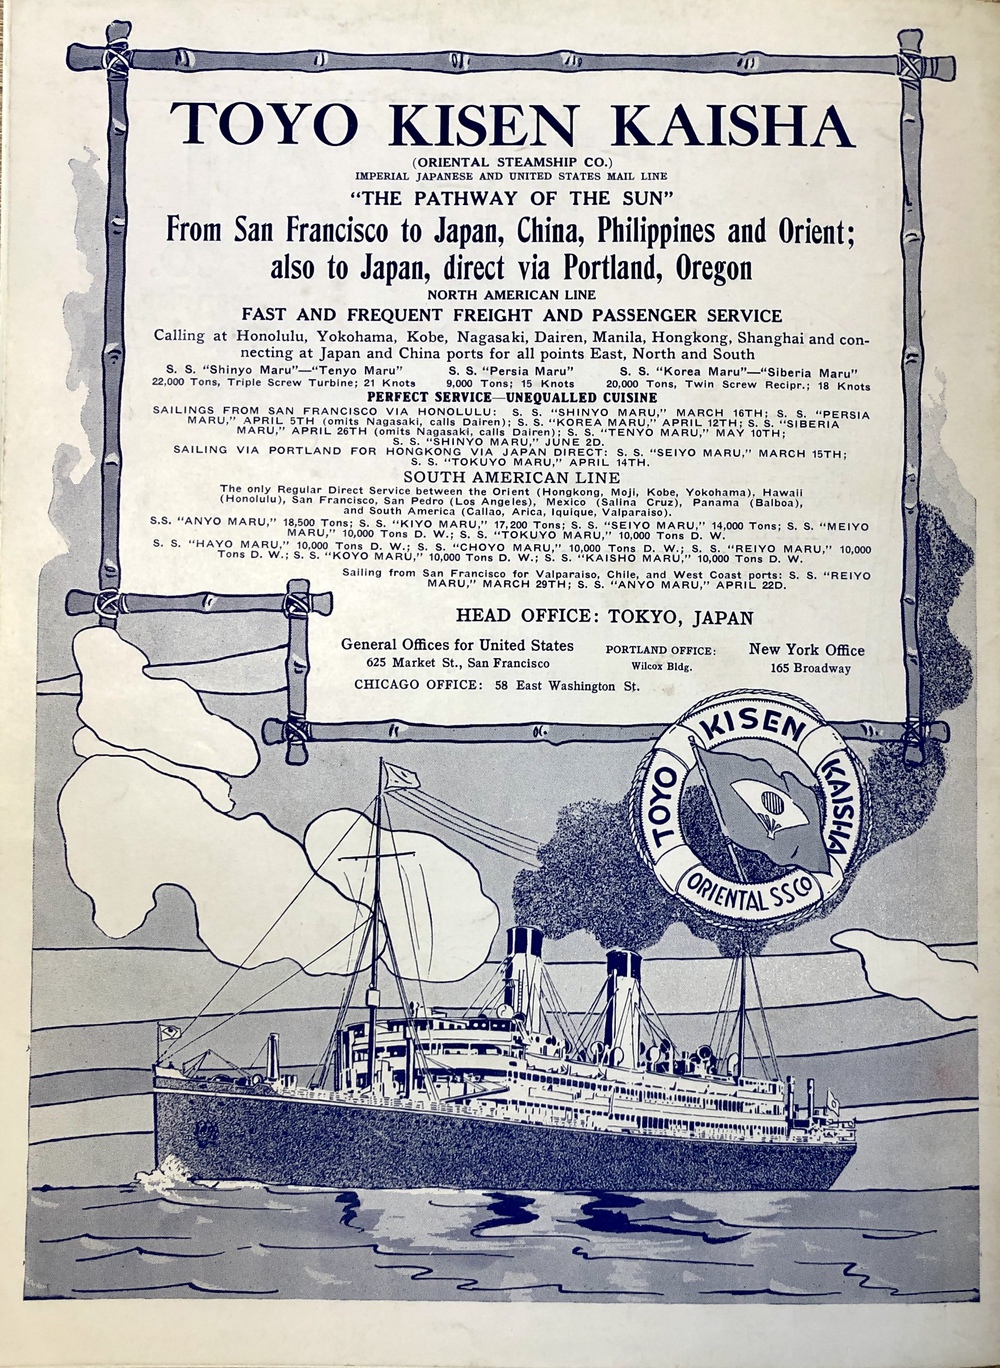 TOYO KISEN KAISHA
(ORIENTAL STEAMSHIP CO.)
IMPERIAL JAPANESE AND UNITED STATES MAIL LINE
“THE PATHWAY OF THE SUN”
From San Francisco to Japan, China, Philippines and Orient;
also to Japan, direct via Portland, Oregon
NORTH AMERICAN LINE
FAST AND FREQUENT FREIGHT AND PASSENGER SERVICE
Calling at Honolulu, Yokohama, Kobe, Nagasaki, Dairen, Manila, Hongkong, Shanghai and con-
necting at Japan and China ports for all points East, North and South
S. S. “Shinyo Maru”—“Tenyo Maru” S. S. “Persia Maru” S. S. “Korea Maru”—“Siberia Maru”
22,000 Tons, Triple Screw Turbine; 21 Knots 9,000 Tons; 15 Knots 20,000 Tons, Twin Screw Recipr.; 18 Knots
PERFECT SERVICE—UNEQUALLED CUISINE
SAILINGS FROM SAN FRANCISCO VIA HONOLULU: S. S. “SHINYO MARU,” MARCH 16TH; S. S. “PERSIA
MARU,” APRIL 5TH (omits Nagasaki, calls Dairen); S. S. “KOREA MARU,” APRIL 12TH; S. S. “SIBERIA
MARU,” APRIL 26TH (omits Nagasaki, calls Dairen); S. S. “TENYO MARU,” MAY 10TH;
S. S. “SHINYO MARU,” JUNE 2D.
SAILING VIA PORTLAND FOR HONGKONG VIA JAPAN DIRECT: S. S. “SEIYO MARU,” MARCH 15TH;
S. S. “TOKUYO MARU,” APRIL 14TH.
SOUTH AMERICAN LINE
The only Regular Direct Service between the Orient (Hongkong, Moji, Kobe, Yokohama), Hawaii
(Honolulu), San Francisco, San Pedro (Los Angeles), Mexico (Salina Cruz), Panama (Balboa),
and South America (Callao, Arica, Iquique, Valparaiso).
S.S. “ANYO MARU,” 18,500 Tons; S. S. “KIYO MARU,” 17,200 Tons; S. S. “SEIYO MARU,” 14,000 Tons; S. S. “MEIYO
MARU,” 10,000 Tons D. W.; S. S. “TOKUYO MARU,” 10,000 Tons D. W.
S. S. “HAYO MARU,” 10,000 Tons D. W.; S. S. “CHOYO MARU,” 10,000 Tons D. W.; S. S. “REIYO MARU,” 10,000
Tons D. W.; S. S. “KOYO MARU,” 10,000 Tons D. W.; S. S. “KAISHO MARU,” 10,000 Tons D. W.
Sailing from San Francisco for Valparaiso, Chile, and West Coast ports: S. S. “REIYO
MARU,” MARCH 29TH; S. S. “ANYO MARU,” APRIL 22D.
HEAD OFFICE: TOKYO, JAPAN
General Offices for United States PORTLAND OFFICE: New York Office
625 Market St., San Francisco Wilcox Bldg. 165 Broadway
CHICAGO OFFICE: 58 East Washington St.
TOYO KISEN KAISHA
ORIENTAL S S CO